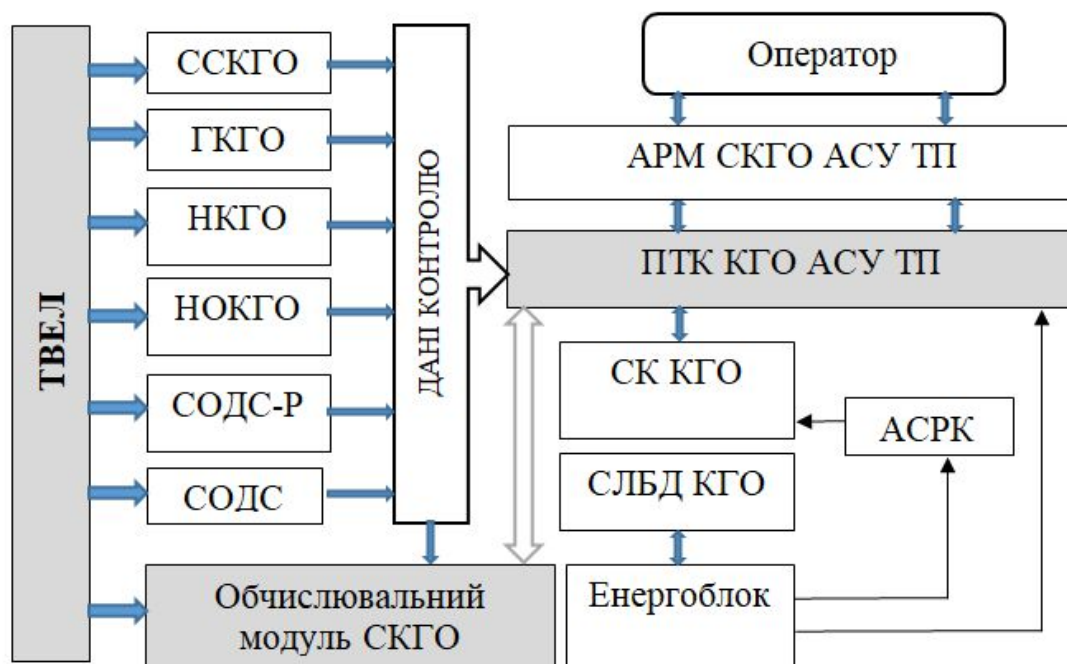 ТВЕЛ
ССКГО
ГКГО
НКГО
НОКГО
СОДС-Р
СОДС
ДАНІ КОНТРОЛЮ
Обчислювальний
модуль СКГО
Оператор
АРМ СКГО АСУ ТП
ПТК КГО АСУ ТП
СК КГО
АСРК
СЛБД КГО
Енергоблок